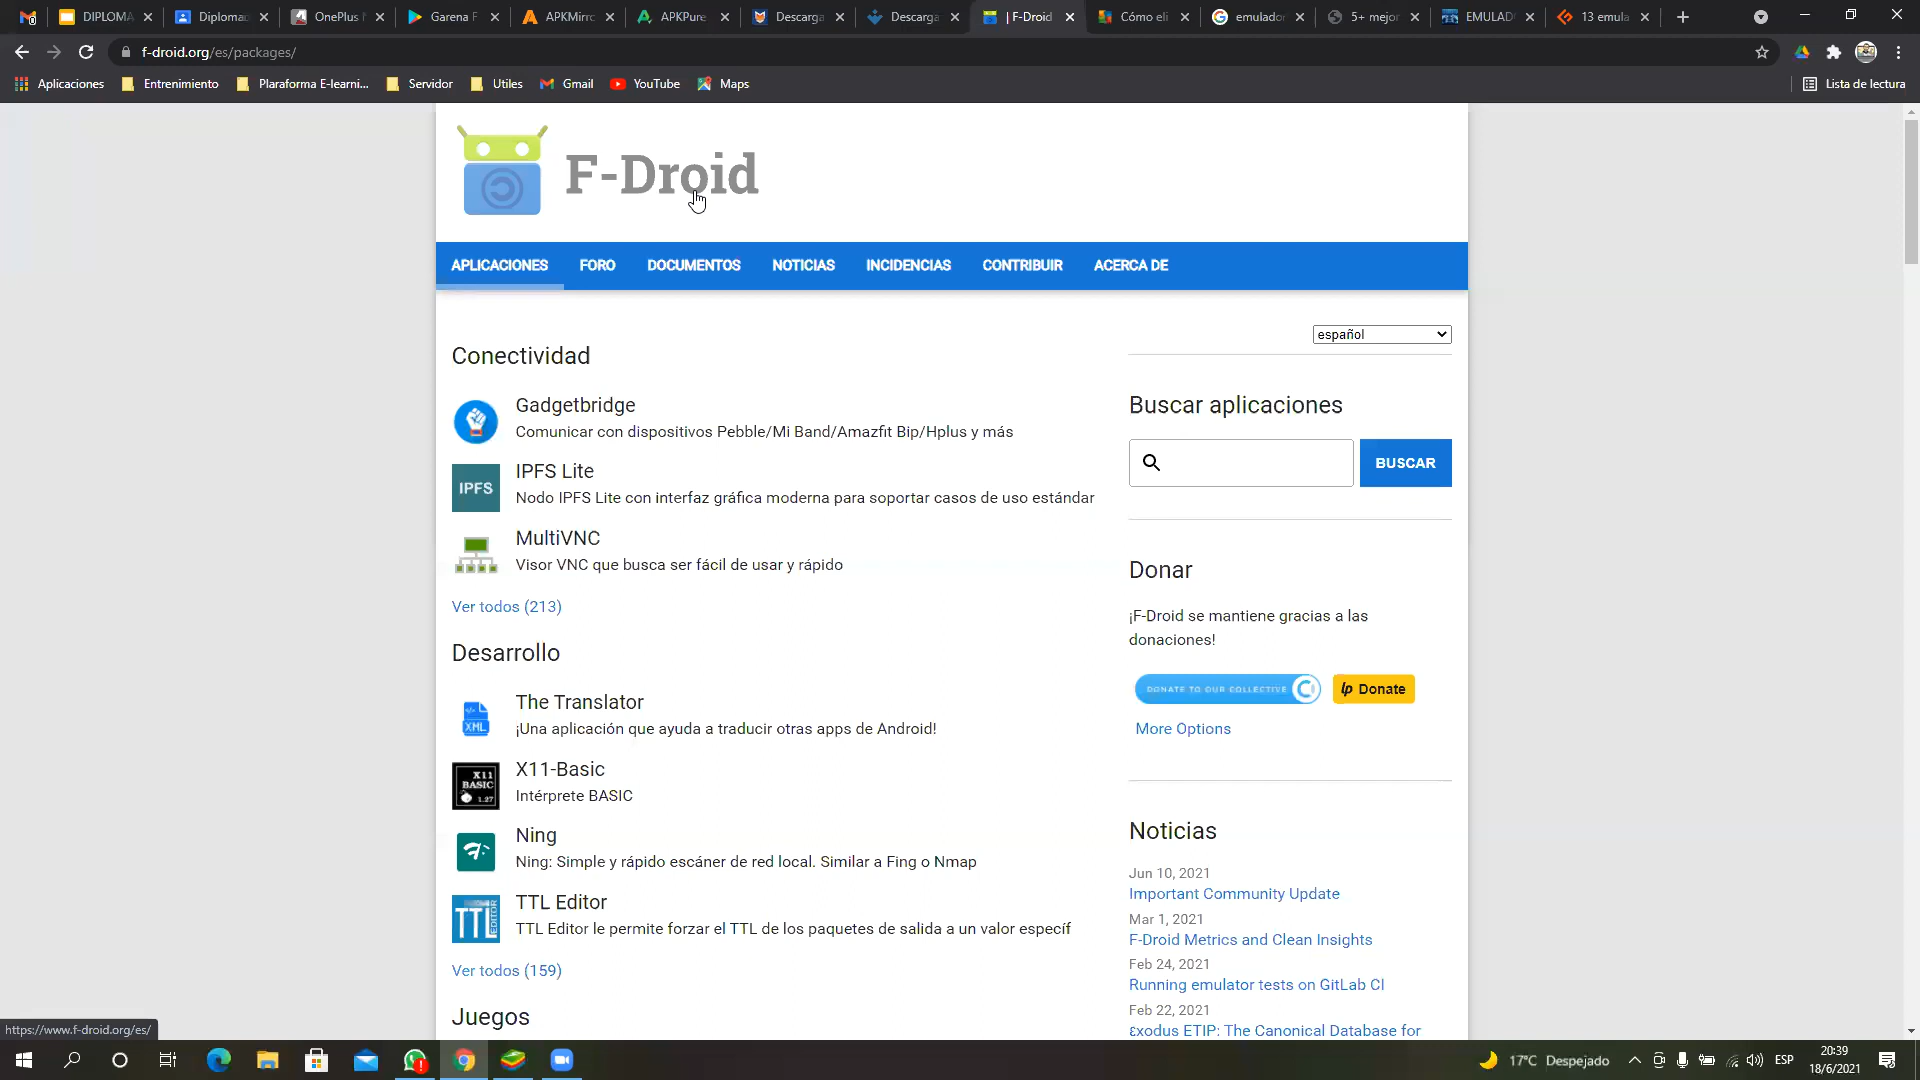 DIPLOMA
Diplomac
OnePlus N
Garena F
APKMirro
APKPure
Descarga
Descarga
| F-Droid
Cómo eli
emulador
5+ mejor
EMULAD
13 emula
f-droid.org/es/packages/
Aplicaciones
Entrenimiento
Plaraforma E-learni...
Servidor
Utiles
Gmail
YouTube
Maps
Lista de lectura
F-Droid
APLICACIONES
FORO
DOCUMENTOS
NOTICIAS
INCIDENCIAS
CONTRIBUIR
ACERCA DE
español
Conectividad
Gadgetbridge
Comunicar con dispositivos Pebble/Mi Band/Amazfit Bip/Hplus y más
IPFS
IPFS Lite
Nodo IPFS Lite con interfaz gráfica moderna para soportar casos de uso estándar
MultiVNC
Visor VNC que busca ser fácil de usar y rápido
Ver todos (213)
Desarrollo
XML
The Translator
¡Una aplicación que ayuda a traducir otras apps de Android!
X11
BASIC
1.27
X11-Basic
Intérprete BASIC
Ning
Ning: Simple y rápido escáner de red local. Similar a Fing o Nmap
TTL EDITOR
TTL Editor
TTL Editor le permite forzar el TTL de los paquetes de salida a un valor específ
Ver todos (159)
Juegos
Buscar aplicaciones
BUSCAR
Donar
¡F-Droid se mantiene gracias a las
donaciones!
DONATE TO OUR COLLECTIVE
lp Donate
More Options
Noticias
Jun 10, 2021
Important Community Update
Mar 1, 2021
F-Droid Metrics and Clean Insights
Feb 24, 2021
Running emulator tests on GitLab CI
Feb 22, 2021
εxodus ETIP: The Canonical Database for
https://www.f-droid.org/es/
17°C Despejado
ESP
20:39
18/6/2021